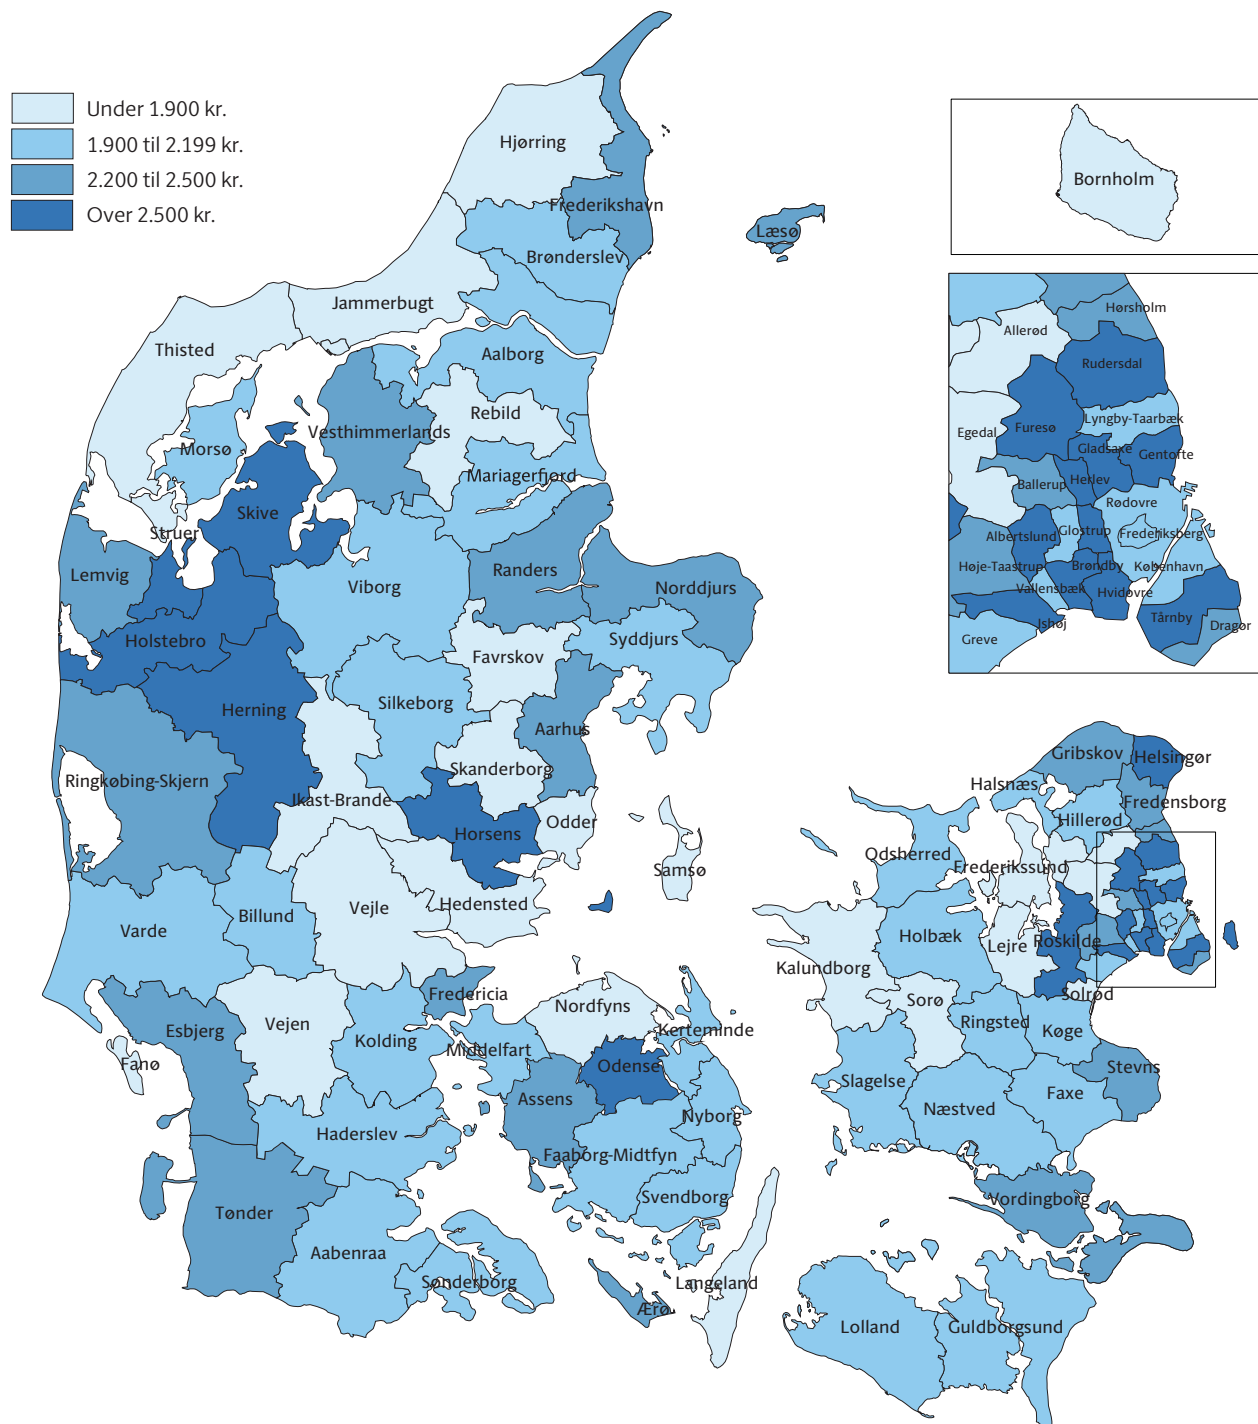 Under 1.900 kr.
1.900 til 2.199 kr.
2.200 til 2.500 kr.
Over 2.500 kr.
Hjørring
Frederikshavn
Læsø
Brønderslev
Jammerbugt
Thisted
Aalborg
Rebild
Vesthimmerlands
Morsø
Mariagerfjord
Skive
Struer
Lemvig
Viborg
Randers
Norddjurs
Holstebro
Syddjurs
Favrskov
Herning
Silkeborg
Aarhus
Skanderborg
Ringkøbing-Skjern
Ikast-Brande
Horsens
Odder
Samsø
Hedensted
Billund
Vejle
Varde
Fredericia
Nordfyns
Esbjerg
Vejen
Kolding
Middelfart
Kerteminde
Fanø
Odense
Assens
Nyborg
Haderslev
Faaborg-Midtfyn
Svendborg
Tønder
Aabenraa
Sønderborg
Langeland
Ærø
Bornholm
Hørsholm
Allerød
Rudersdal
Lyngby-Taarbæk
Furesø
Egedal
Gladsaxe
Gentofte
Ballerup
Herlev
Rødovre
Albertslund
Glostrup
Frederiksberg
Høje-Taastrup
Brøndby
København
Vallensbæk
Hvidovre
Ishøj
Tårnby
Dragør
Greve
Gribskov
Helsingør
Halsnæs
Fredensborg
Hillerød
Odsherred
Frederikssund
Holbæk
Lejre
Roskilde
Kalundborg
Solrød
Sorø
Ringsted
Køge
Stevns
Slagelse
Næstved
Faxe
Vordingborg
Lolland
Guldborgsund